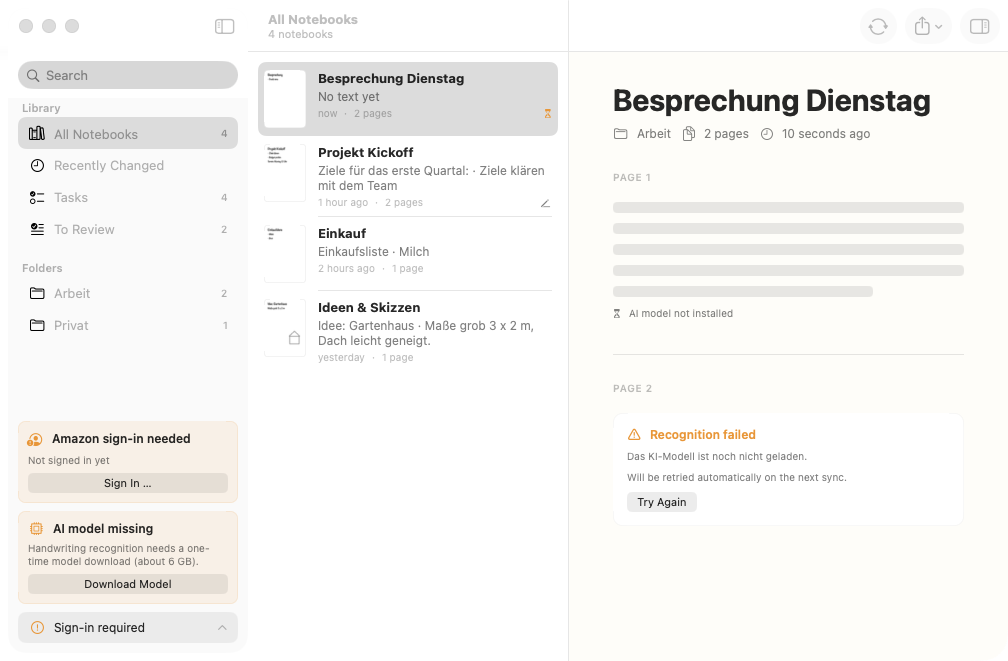 Search
Library
All Notebooks 4
Recently Changed
Tasks 4
To Review 2
Folders
Arbeit 2
Privat 1
Amazon sign-in needed
Not signed in yet
Sign In ...
AI model missing
Handwriting recognition needs a one-
time model download (about 6 GB).
Download Model
Sign-in required
All Notebooks
4 notebooks
Besprechung Dienstag
No text yet
now · 2 pages
Projekt Kickoff
Ziele für das erste Quartal: · Ziele klären
mit dem Team
1 hour ago · 2 pages
Einkauf
Einkaufsliste · Milch
2 hours ago · 1 page
Ideen & Skizzen
Idee: Gartenhaus · Maße grob 3 x 2 m,
Dach leicht geneigt.
yesterday · 1 page
Besprechung Dienstag
Arbeit 2 pages 10 seconds ago
PAGE 1
AI model not installed
PAGE 2
Recognition failed
Das KI-Modell ist noch nicht geladen.
Will be retried automatically on the next sync.
Try Again